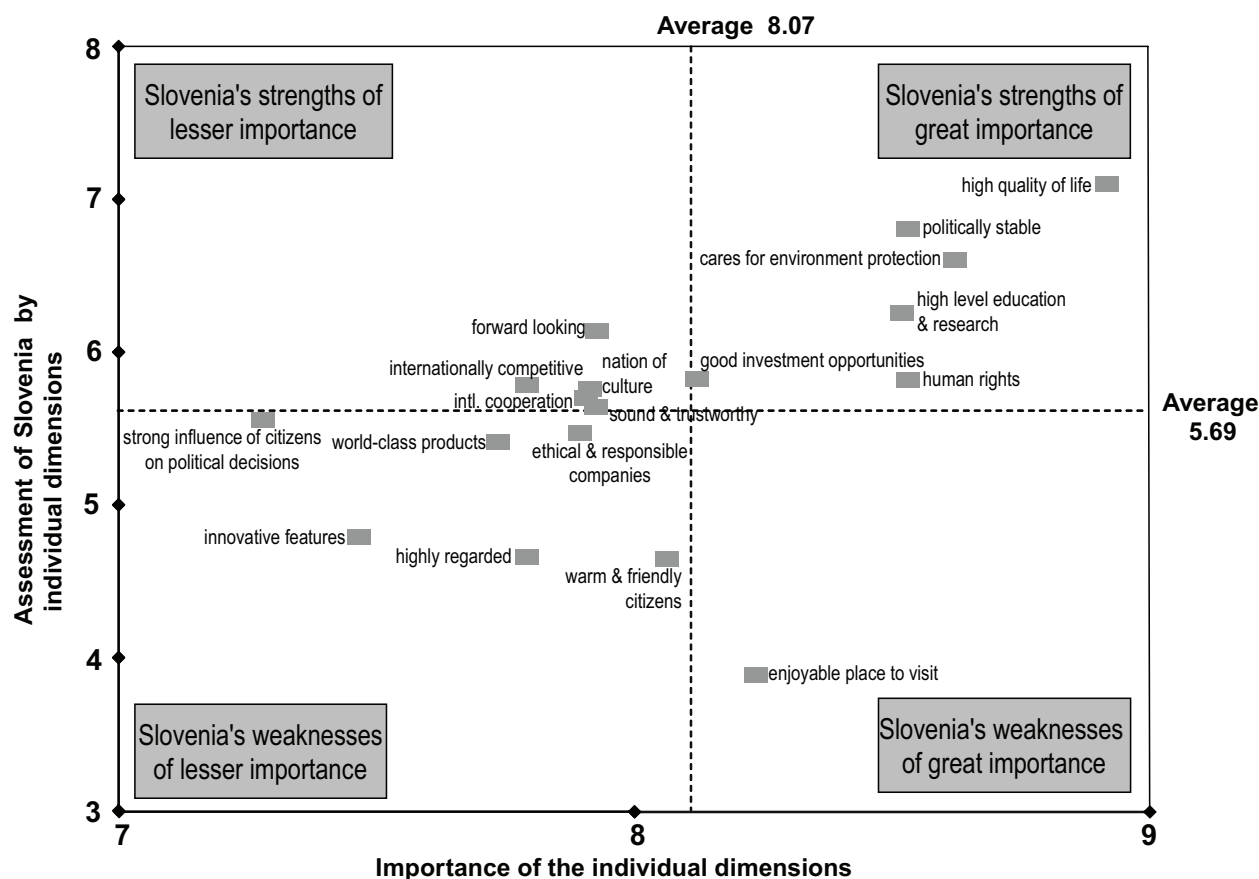 Average 8.07
8
Slovenia's strengths of
lesser importance
Slovenia's strengths of
great importance
7
high quality of life
politically stable
cares for environment protection
high level education
& research
forward looking
6
internationally competitive
nation of
culture
good investment opportunities
human rights
intl. cooperation
sound & trustworthy
Average
5.69
strong influence of citizens
on political decisions
world-class products
ethical & responsible
companies
5
innovative features
highly regarded
warm & friendly
citizens
4
enjoyable place to visit
Slovenia's weaknesses
of lesser importance
Slovenia's weaknesses
of great importance
3
7
8
9
Importance of the individual dimensions
Assessment of Slovenia by
individual dimensions